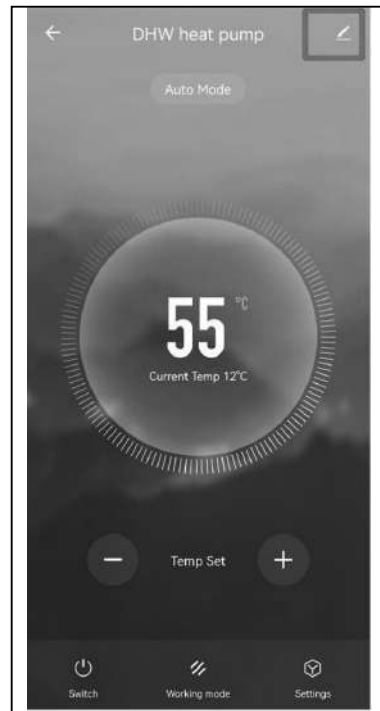 DHW heat pump
Auto Mode
55 °C
Current Temp 12°C
Temp Set
Switch
Working mode
Settings